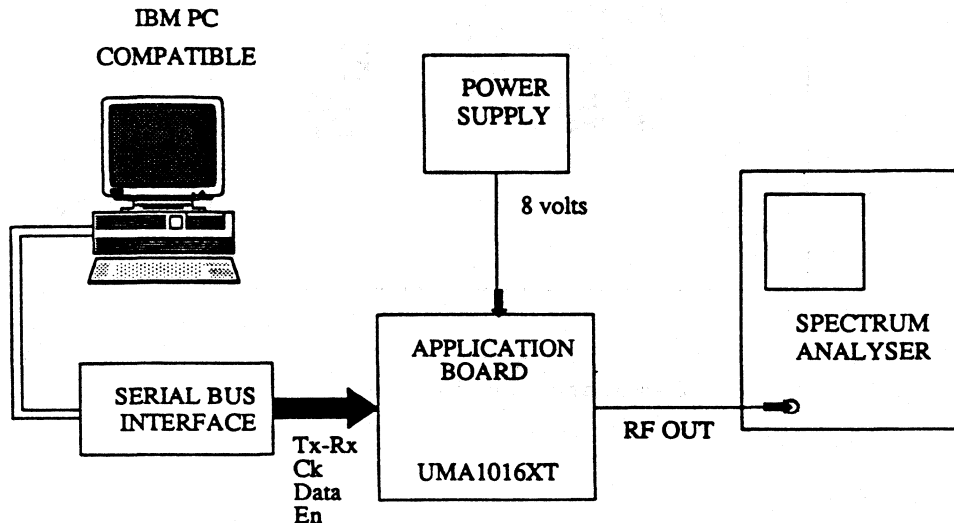 IBM PC
COMPATIBLE
POWER
SUPPLY
8 volts
SPECTRUM
ANALYSER
APPLICATION
BOARD
SERIAL BUS
INTERFACE
RF OUT
Tx-Rx
Ck
Data
En
UMA1016XT